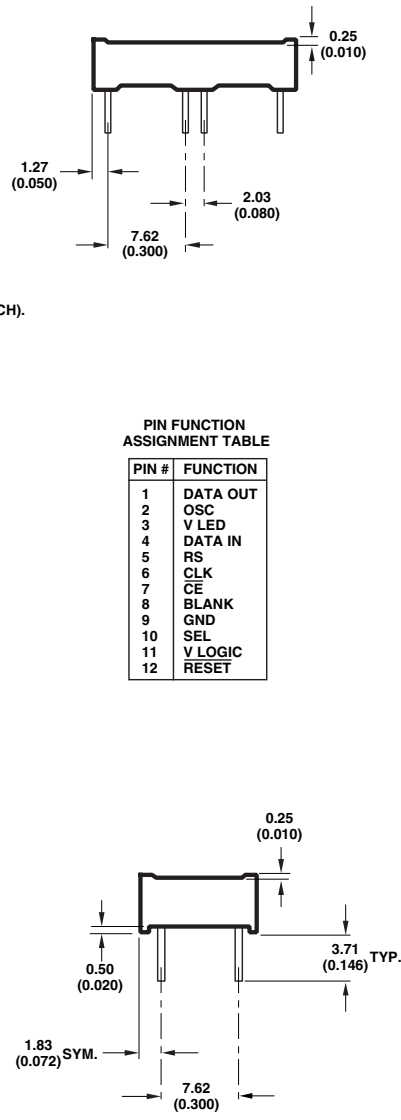 0.25
(0.010)
1.27
(0.050)
2.03
(0.080)
7.62
(0.300)
CH).
PIN FUNCTION
ASSIGNMENT TABLE
PIN # FUNCTION
1 DATA OUT
2 OSC
3 V LED
4 DATA IN
5 RS
6 CLK
7 C̅E̅
8 BLANK
9 GND
10 SEL
11 V LOGIC
12 R̅E̅S̅E̅T̅
0.25
(0.010)
0.50
(0.020)
3.71
(0.146) TYP.
1.83
(0.072) SYM.
7.62
(0.300)